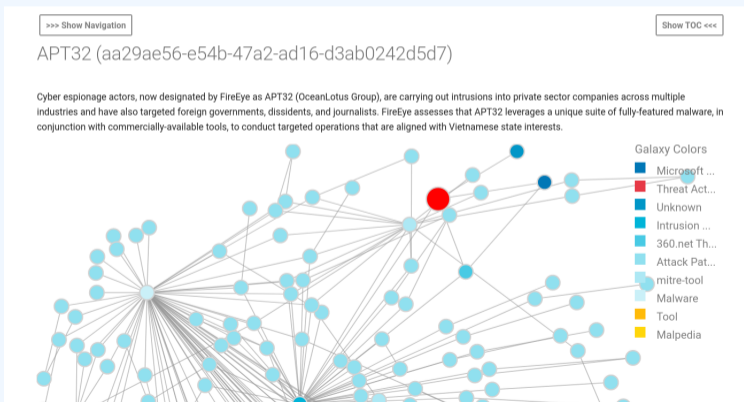 >>> Show Navigation
Show TOC <<<
APT32 (aa29ae56-e54b-47a2-ad16-d3ab0242d5d7)
Cyber espionage actors, now designated by FireEye as APT32 (OceanLotus Group), are carrying out intrusions into private sector companies across multiple
industries and have also targeted foreign governments, dissidents, and journalists. FireEye assesses that APT32 leverages a unique suite of fully-featured malware, in
conjunction with commercially-available tools, to conduct targeted operations that are aligned with Vietnamese state interests.
Galaxy Colors
Microsoft ...
Threat Act...
Unknown
Intrusion ...
360.net Th...
Attack Pat...
mitre-tool
Malware
Tool
Malpedia